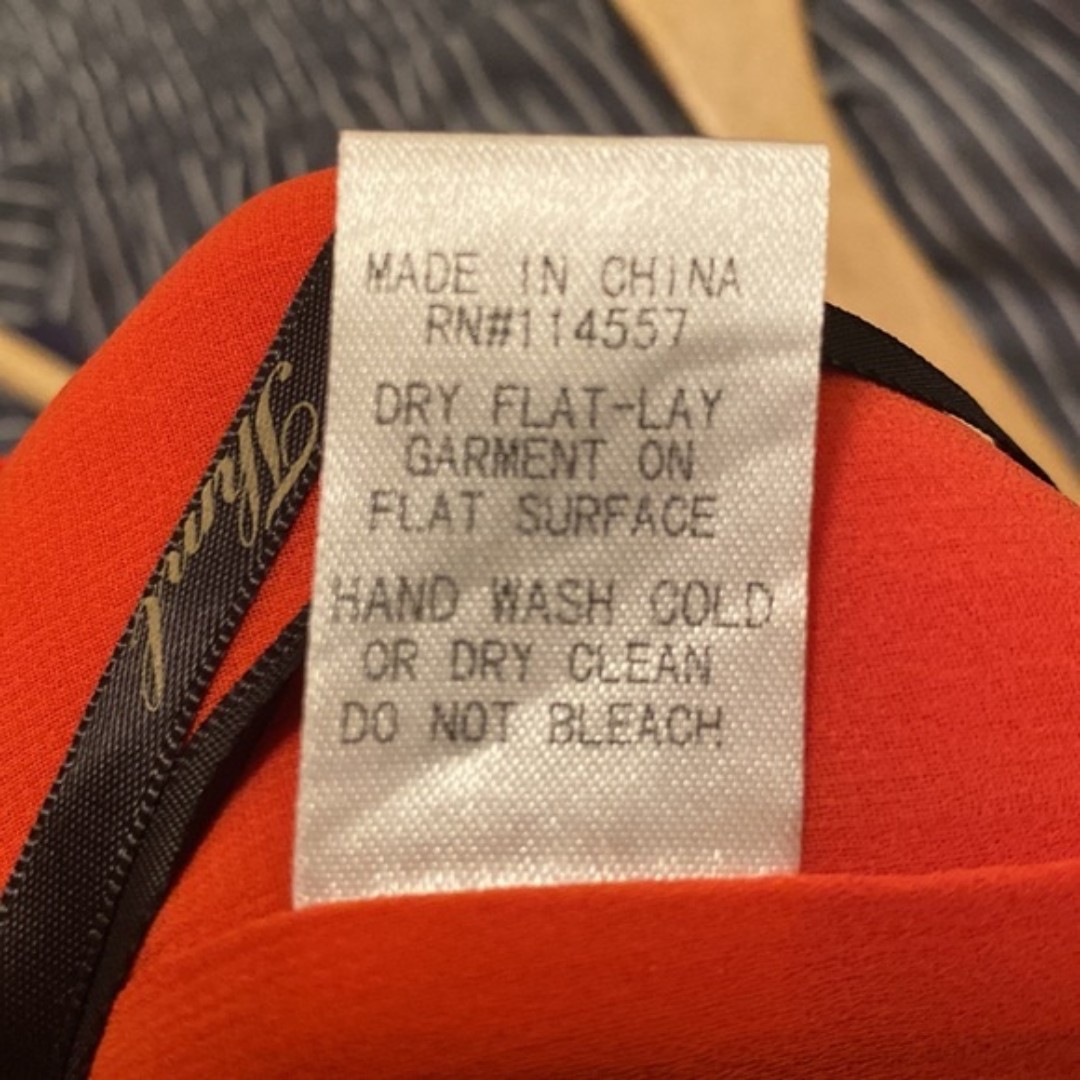 MADE IN CHINA
RN#114557
DRY FLAT-LAY
GARMENT ON
FLAT SURFACE
HAND WASH COLD
OR DRY CLEAN
DO NOT BLEACH